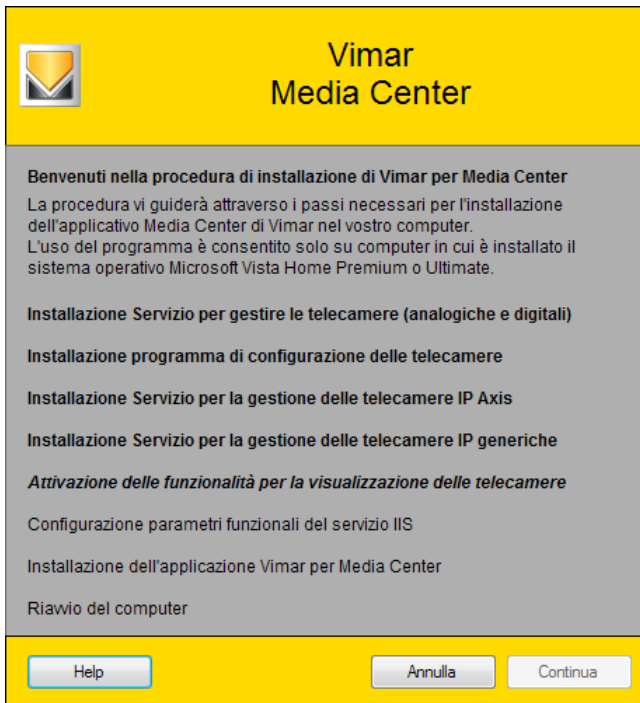 Vimar
Media Center
Benvenuti nella procedura di installazione di Vimar per Media Center
La procedura vi guiderà attraverso i passi necessari per l'installazione
dell'applicativo Media Center di Vimar nel vostro computer.
L'uso del programma è consentito solo su computer in cui è installato il
sistema operativo Microsoft Vista Home Premium o Ultimate.
Installazione Servizio per gestire le telecamere (analogiche e digitali)
Installazione programma di configurazione delle telecamere
Installazione Servizio per la gestione delle telecamere IP Axis
Installazione Servizio per la gestione delle telecamere IP generiche
Attivazione delle funzionalità per la visualizzazione delle telecamere
Configurazione parametri funzionali del servizio IIS
Installazione dell'applicazione Vimar per Media Center
Riavvio del computer
Help Annulla Continua